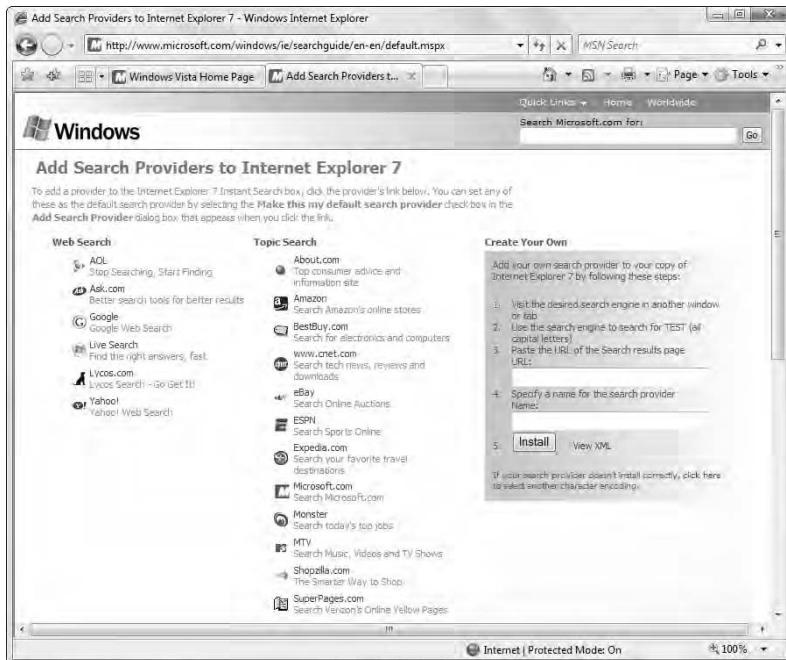 Add Search Providers to Internet Explorer 7 - Windows Internet Explorer
http://www.microsoft.com/windows/ie/searchguide/en-en/default.mspx
MSN Search
Windows Vista Home Page
Add Search Providers t...
Page
Tools
Quick Links
Home
Worldwide
Windows
Search Microsoft.com for:
Go
Add Search Providers to Internet Explorer 7
To add a provider to the Internet Explorer 7 Instant Search box, click the provider's link below. You can set any of
these as the default search provider by selecting the Make this my default search provider check box in the
Add Search Provider dialog box that appears when you click the link.
Web Search
AOL
Stop Searching, Start Finding
Ask.com
Better search tools for better results
Google
Google Web Search
Live Search
Find the right answers, fast.
Lycos.com
Lycos Search - Go Get It!
Yahoo!
Yahoo! Web Search
Topic Search
About.com
Top consumer advice and
information site
Amazon
Search Amazon's online stores
BestBuy.com
Search for electronics and computers
www.cnet.com
Search tech news, reviews and
downloads
eBay
Search Online Auctions
ESPN
Search Sports Online
Expedia.com
Search your favorite travel
destinations
Microsoft.com
Search Microsoft.com
Monster
Search today's top jobs
MTV
Search Music, Videos and TV Shows
Shopzilla.com
The Smarter Way to Shop
SuperPages.com
Search Verizon's Online Yellow Pages
Create Your Own
Add your own search provider to your copy of
Internet Explorer 7 by following these steps:
1. Visit the desired search engine in another window
or tab
2. Use the search engine to search for TEST (all
capital letters)
3. Paste the URL of the Search results page
URL:
4. Specify a name for the search provider
Name:
5. Install View XML
If your search provider doesn't install correctly, click here
to select another character encoding.
Internet | Protected Mode: On
100%